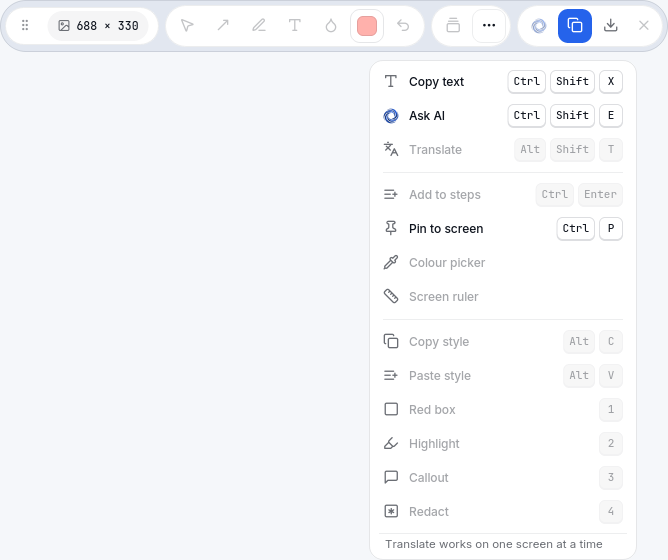 688 × 330
Copy text Ctrl Shift X
Ask AI Ctrl Shift E
Translate Alt Shift T
Add to steps Ctrl Enter
Pin to screen Ctrl P
Colour picker
Screen ruler
Copy style Alt C
Paste style Alt V
Red box 1
Highlight 2
Callout 3
Redact 4
Translate works on one screen at a time